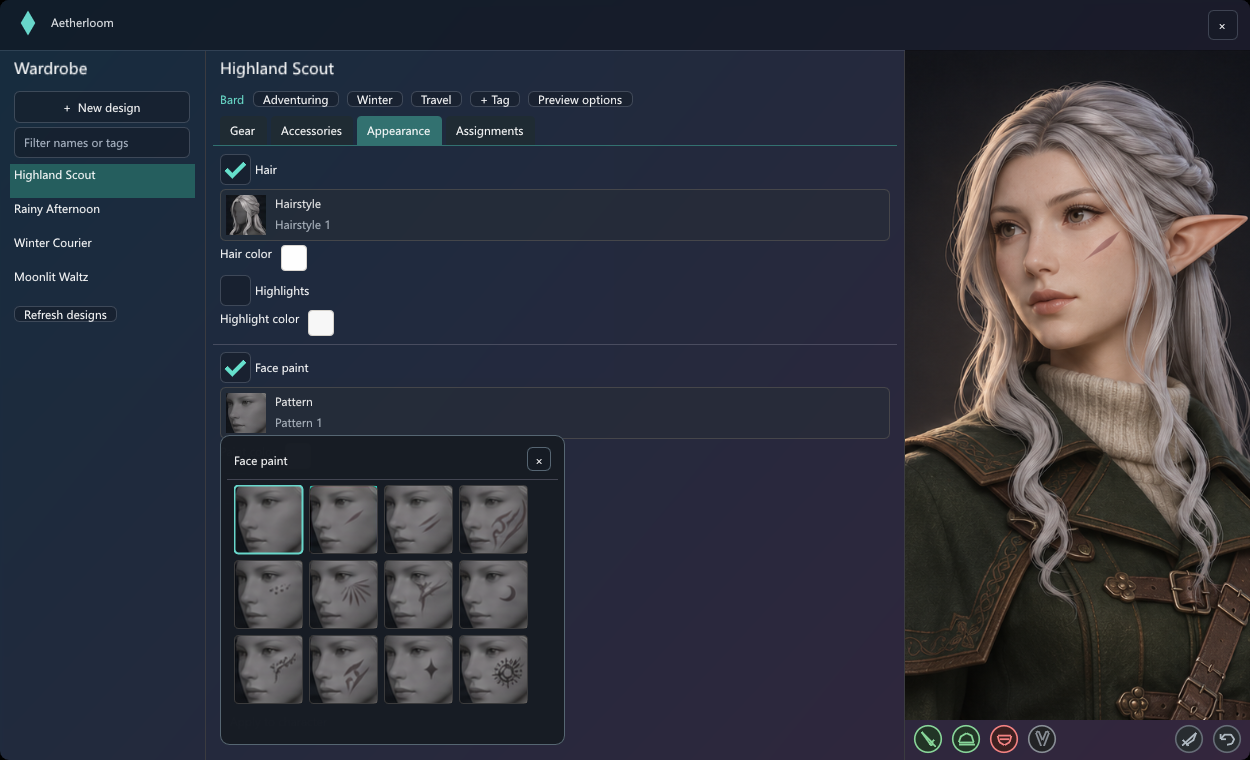 Aetherloom
×
Wardrobe
+ New design
Filter names or tags
Highland Scout
Rainy Afternoon
Winter Courier
Moonlit Waltz
Refresh designs
Highland Scout
Bard Adventuring Winter Travel + Tag Preview options
Gear Accessories Appearance Assignments
Hair
Hairstyle
Hairstyle 1
Hair color
Highlights
Highlight color
Face paint
Pattern
Pattern 1
Face paint
×